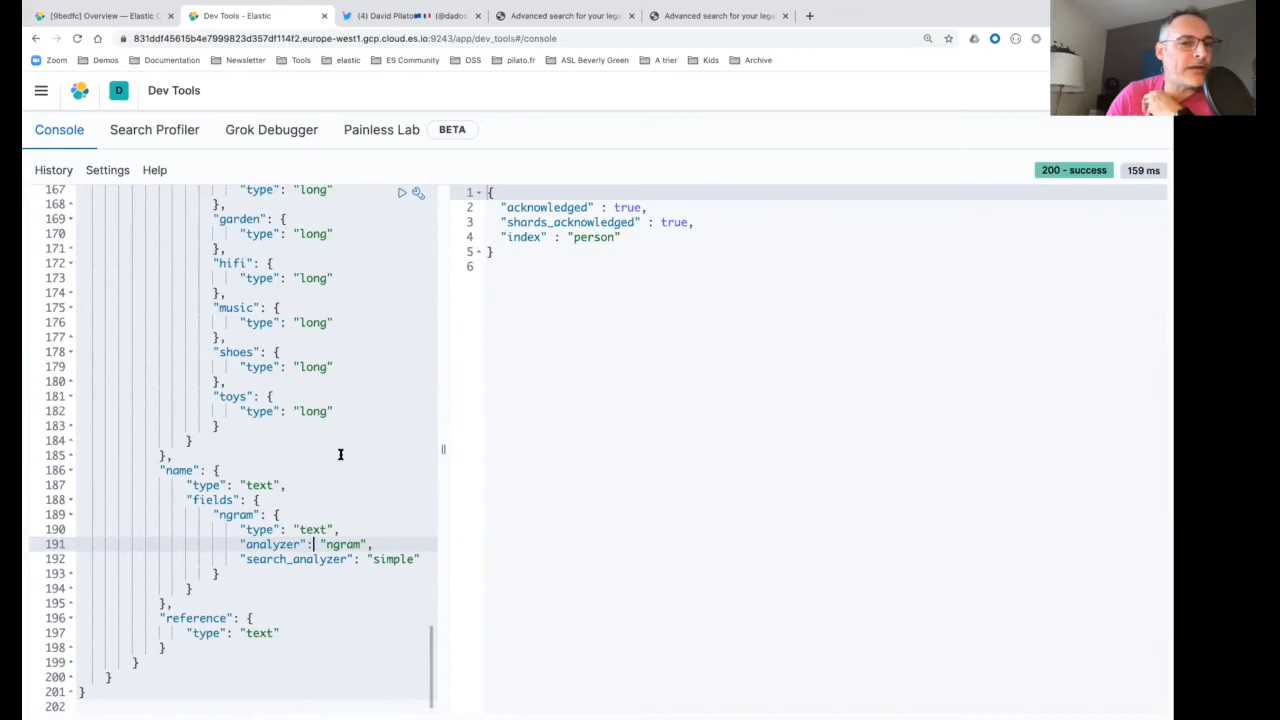 [9bedfc] Overview — Elastic C
Dev Tools - Elastic
(4) David Pilato🇪🇺🇫🇷 (@dados
Advanced search for your lega
Advanced search for your lega
831ddf45615b4e7999823d357df114f2.europe-west1.gcp.cloud.es.io:9243/app/dev_tools#/console
Zoom
Demos
Documentation
Newsletter
Tools
elastic
ES Community
OSS
pilato.fr
ASL Beverly Green
A trier
Kids
Archive
D
Dev Tools
Console
Search Profiler
Grok Debugger
Painless Lab
BETA
History
Settings
Help
200 - success
159 ms
167 "type": "long"
168 },
169 "garden": {
170 "type": "long"
171 },
172 "hifi": {
173 "type": "long"
174 },
175 "music": {
176 "type": "long"
177 },
178 "shoes": {
179 "type": "long"
180 },
181 "toys": {
182 "type": "long"
183 }
184 }
185 },
186 "name": {
187 "type": "text",
188 "fields": {
189 "ngram": {
190 "type": "text",
191 "analyzer": "ngram",
192 "search_analyzer": "simple"
193 }
194 }
195 },
196 "reference": {
197 "type": "text"
198 }
199 }
200 }
201 }
202
1 {
2 "acknowledged" : true,
3 "shards_acknowledged" : true,
4 "index" : "person"
5 }
6